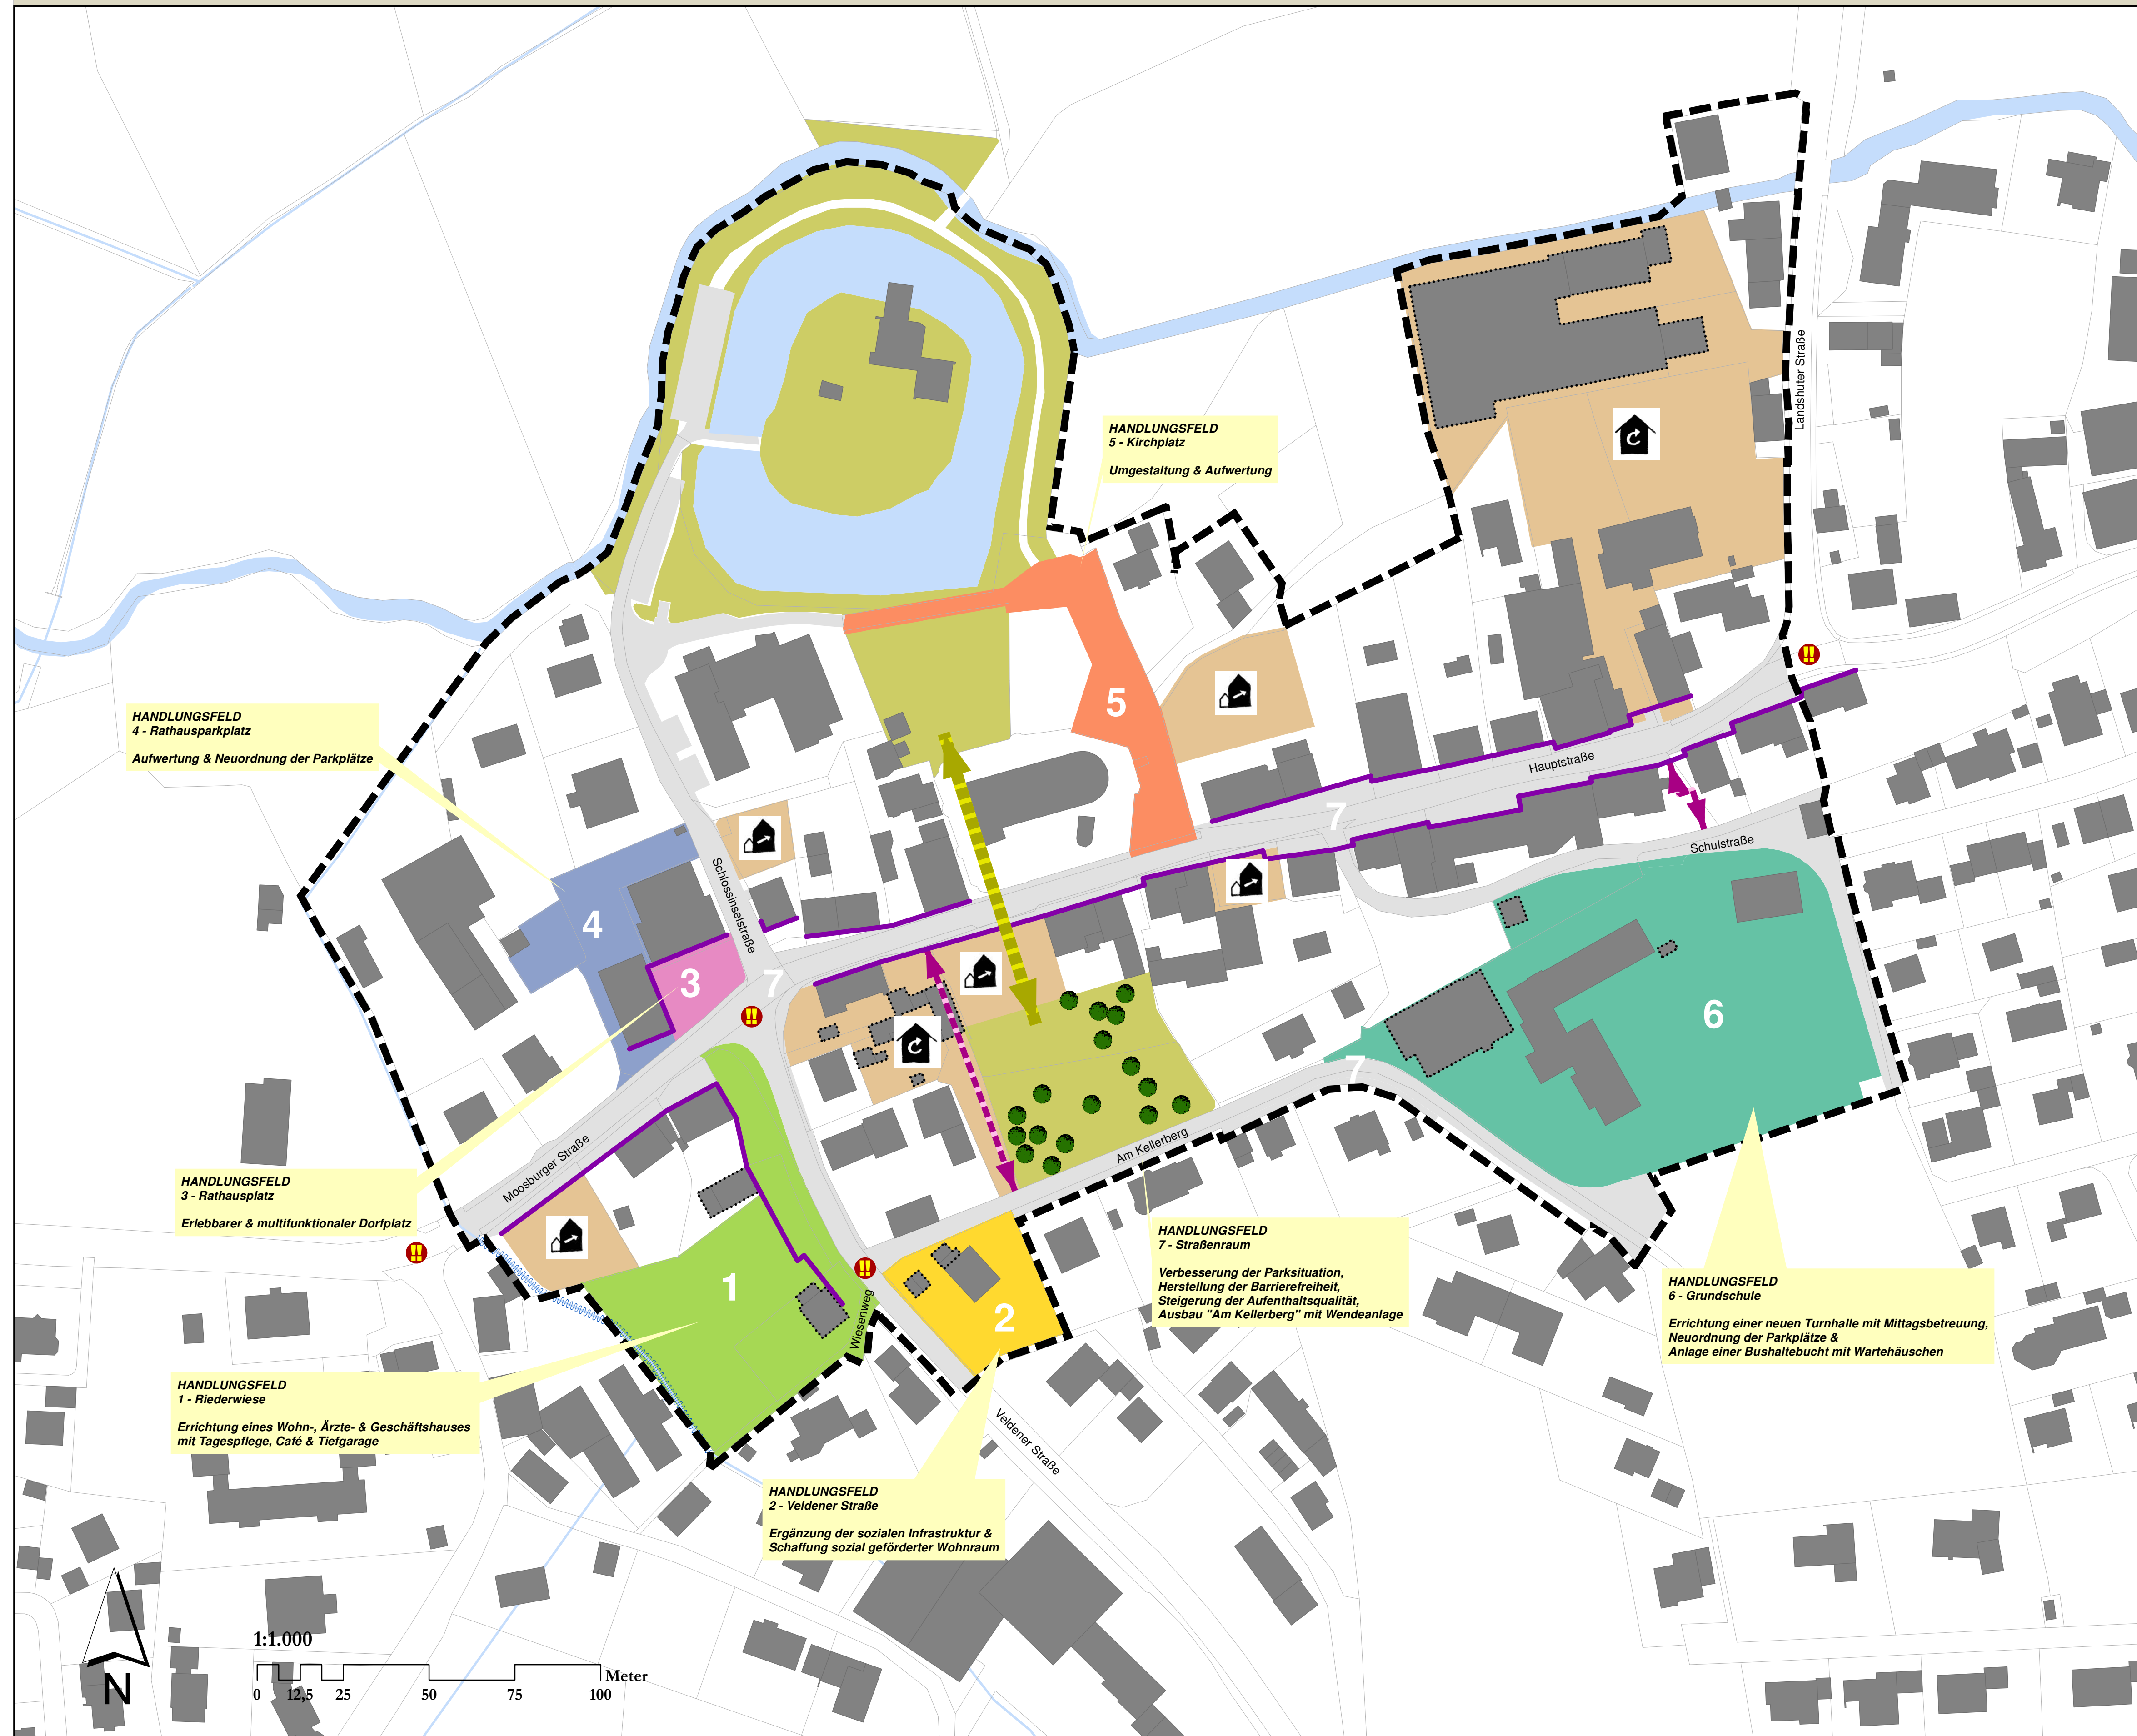 Landshuter Straße
HANDLUNGSFELD
5 - Kirchplatz
Umgestaltung & Aufwertung
5
HANDLUNGSFELD
4 - Rathausparkplatz
Aufwertung & Neuordnung der Parkplätze
Hauptstraße
7
Schulstraße
Schlossinselstraße
4
3
7
6
7
Am Kellerberg
Moosburger Straße
HANDLUNGSFELD
3 - Rathausplatz
Erlebbarer & multifunktionaler Dorfplatz
HANDLUNGSFELD
7 - Straßenraum
Verbesserung der Parksituation,
Herstellung der Barrierefreiheit,
Steigerung der Aufenthaltsqualität,
Ausbau "Am Kellerberg" mit Wendeanlage
HANDLUNGSFELD
6 - Grundschule
Errichtung einer neuen Turnhalle mit Mittagsbetreuung,
Neuordnung der Parkplätze &
Anlage einer Bushaltebucht mit Wartehäuschen
1
2
Wiesenweg
HANDLUNGSFELD
1 - Riederwiese
Errichtung eines Wohn-, Ärzte- & Geschäftshauses
mit Tagespflege, Café & Tiefgarage
Veldener Straße
HANDLUNGSFELD
2 - Veldener Straße
Ergänzung der sozialen Infrastruktur &
Schaffung sozial geförderter Wohnraum
1:1.000
Meter
0 12,5 25 50 75 100
N